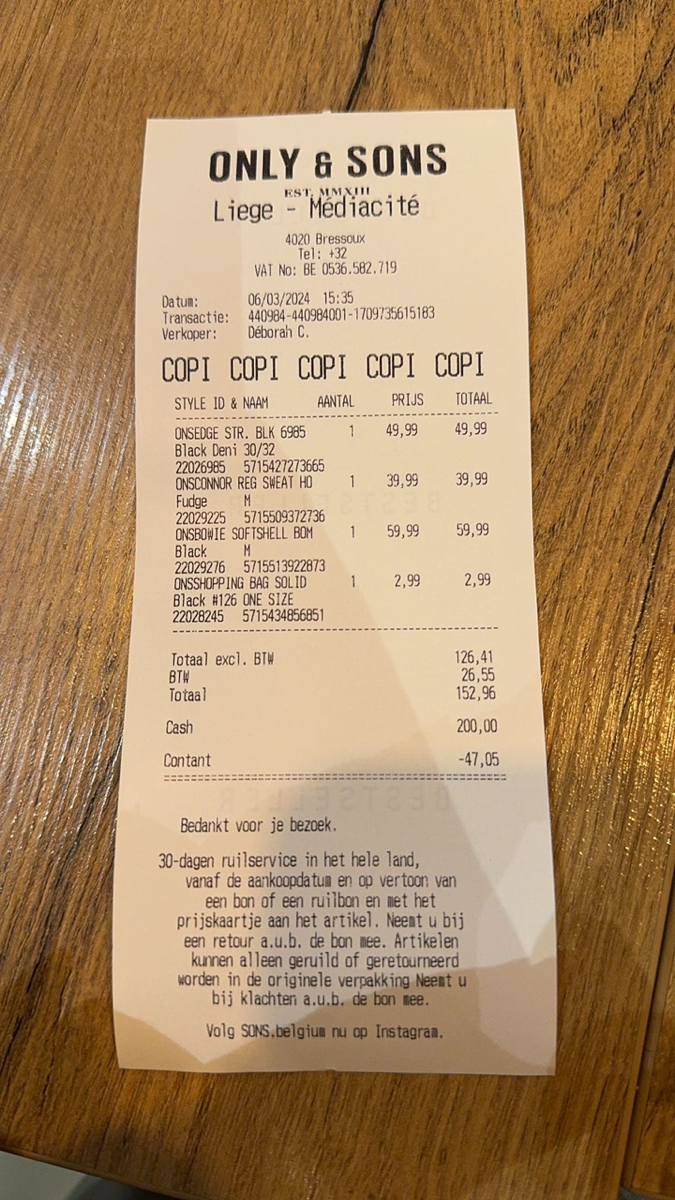 ONLY & SONS
EST. MMXIII
Liege - Médiacité
4020 Bressoux
Tel: +32
VAT No: BE 0536.582.719
Datum: 06/03/2024 15:35
Transactie: 440984-440984001-1709735615183
Verkoper: Déborah C.
COPI COPI COPI COPI COPI
STYLE ID & NAAM AANTAL PRIJS TOTAAL
ONSEDGE STR. BLK 6985 1 49,99 49,99
Black Deni 30/32
22026985 5715427273665
ONSCONNOR REG SWEAT HO 1 39,99 39,99
Fudge M
22029225 5715509372736
ONSBOWIE SOFTSHELL BOM 1 59,99 59,99
Black M
22029276 5715513922873
ONSSHOPPING BAG SOLID 1 2,99 2,99
Black #126 ONE SIZE
22028245 5715434856851
Totaal excl. BTW 126,41
BTW 26,55
Totaal 152,96
Cash 200,00
Contant -47,05
Bedankt voor je bezoek.
30-dagen ruilservice in het hele land,
vanaf de aankoopdatum en op vertoon van
een bon of een ruilbon en met het
prijskaartje aan het artikel. Neemt u bij
een retour a.u.b. de bon mee. Artikelen
kunnen alleen geruild of geretourneerd
worden in de originele verpakking Neemt u
bij klachten a.u.b. de bon mee.
Volg SONS.belgium nu op Instagram.